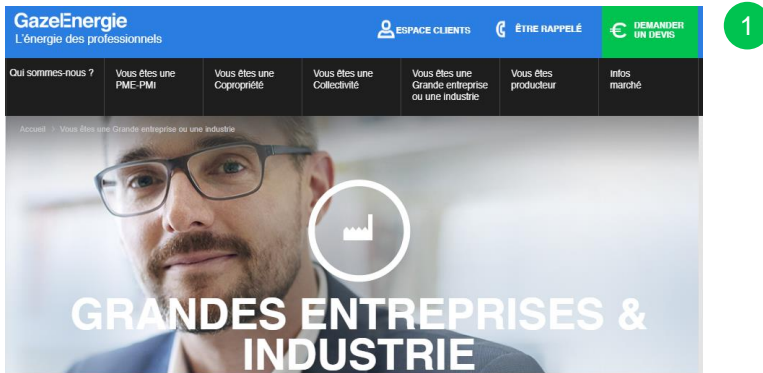 GazelEnergie
L'énergie des professionnels
ESPACE CLIENTS
ÊTRE RAPPELÉ
€ DEMANDER
UN DEVIS
1
Qui sommes-nous ?
Vous êtes une
PME-PMI
Vous êtes une
Copropriété
Vous êtes une
Collectivité
Vous êtes une
Grande entreprise
ou une industrie
Vous êtes
producteur
Infos
marché
Accueil > Vous êtes une Grande entreprise ou une industrie
GRANDES ENTREPRISES &
INDUSTRIE